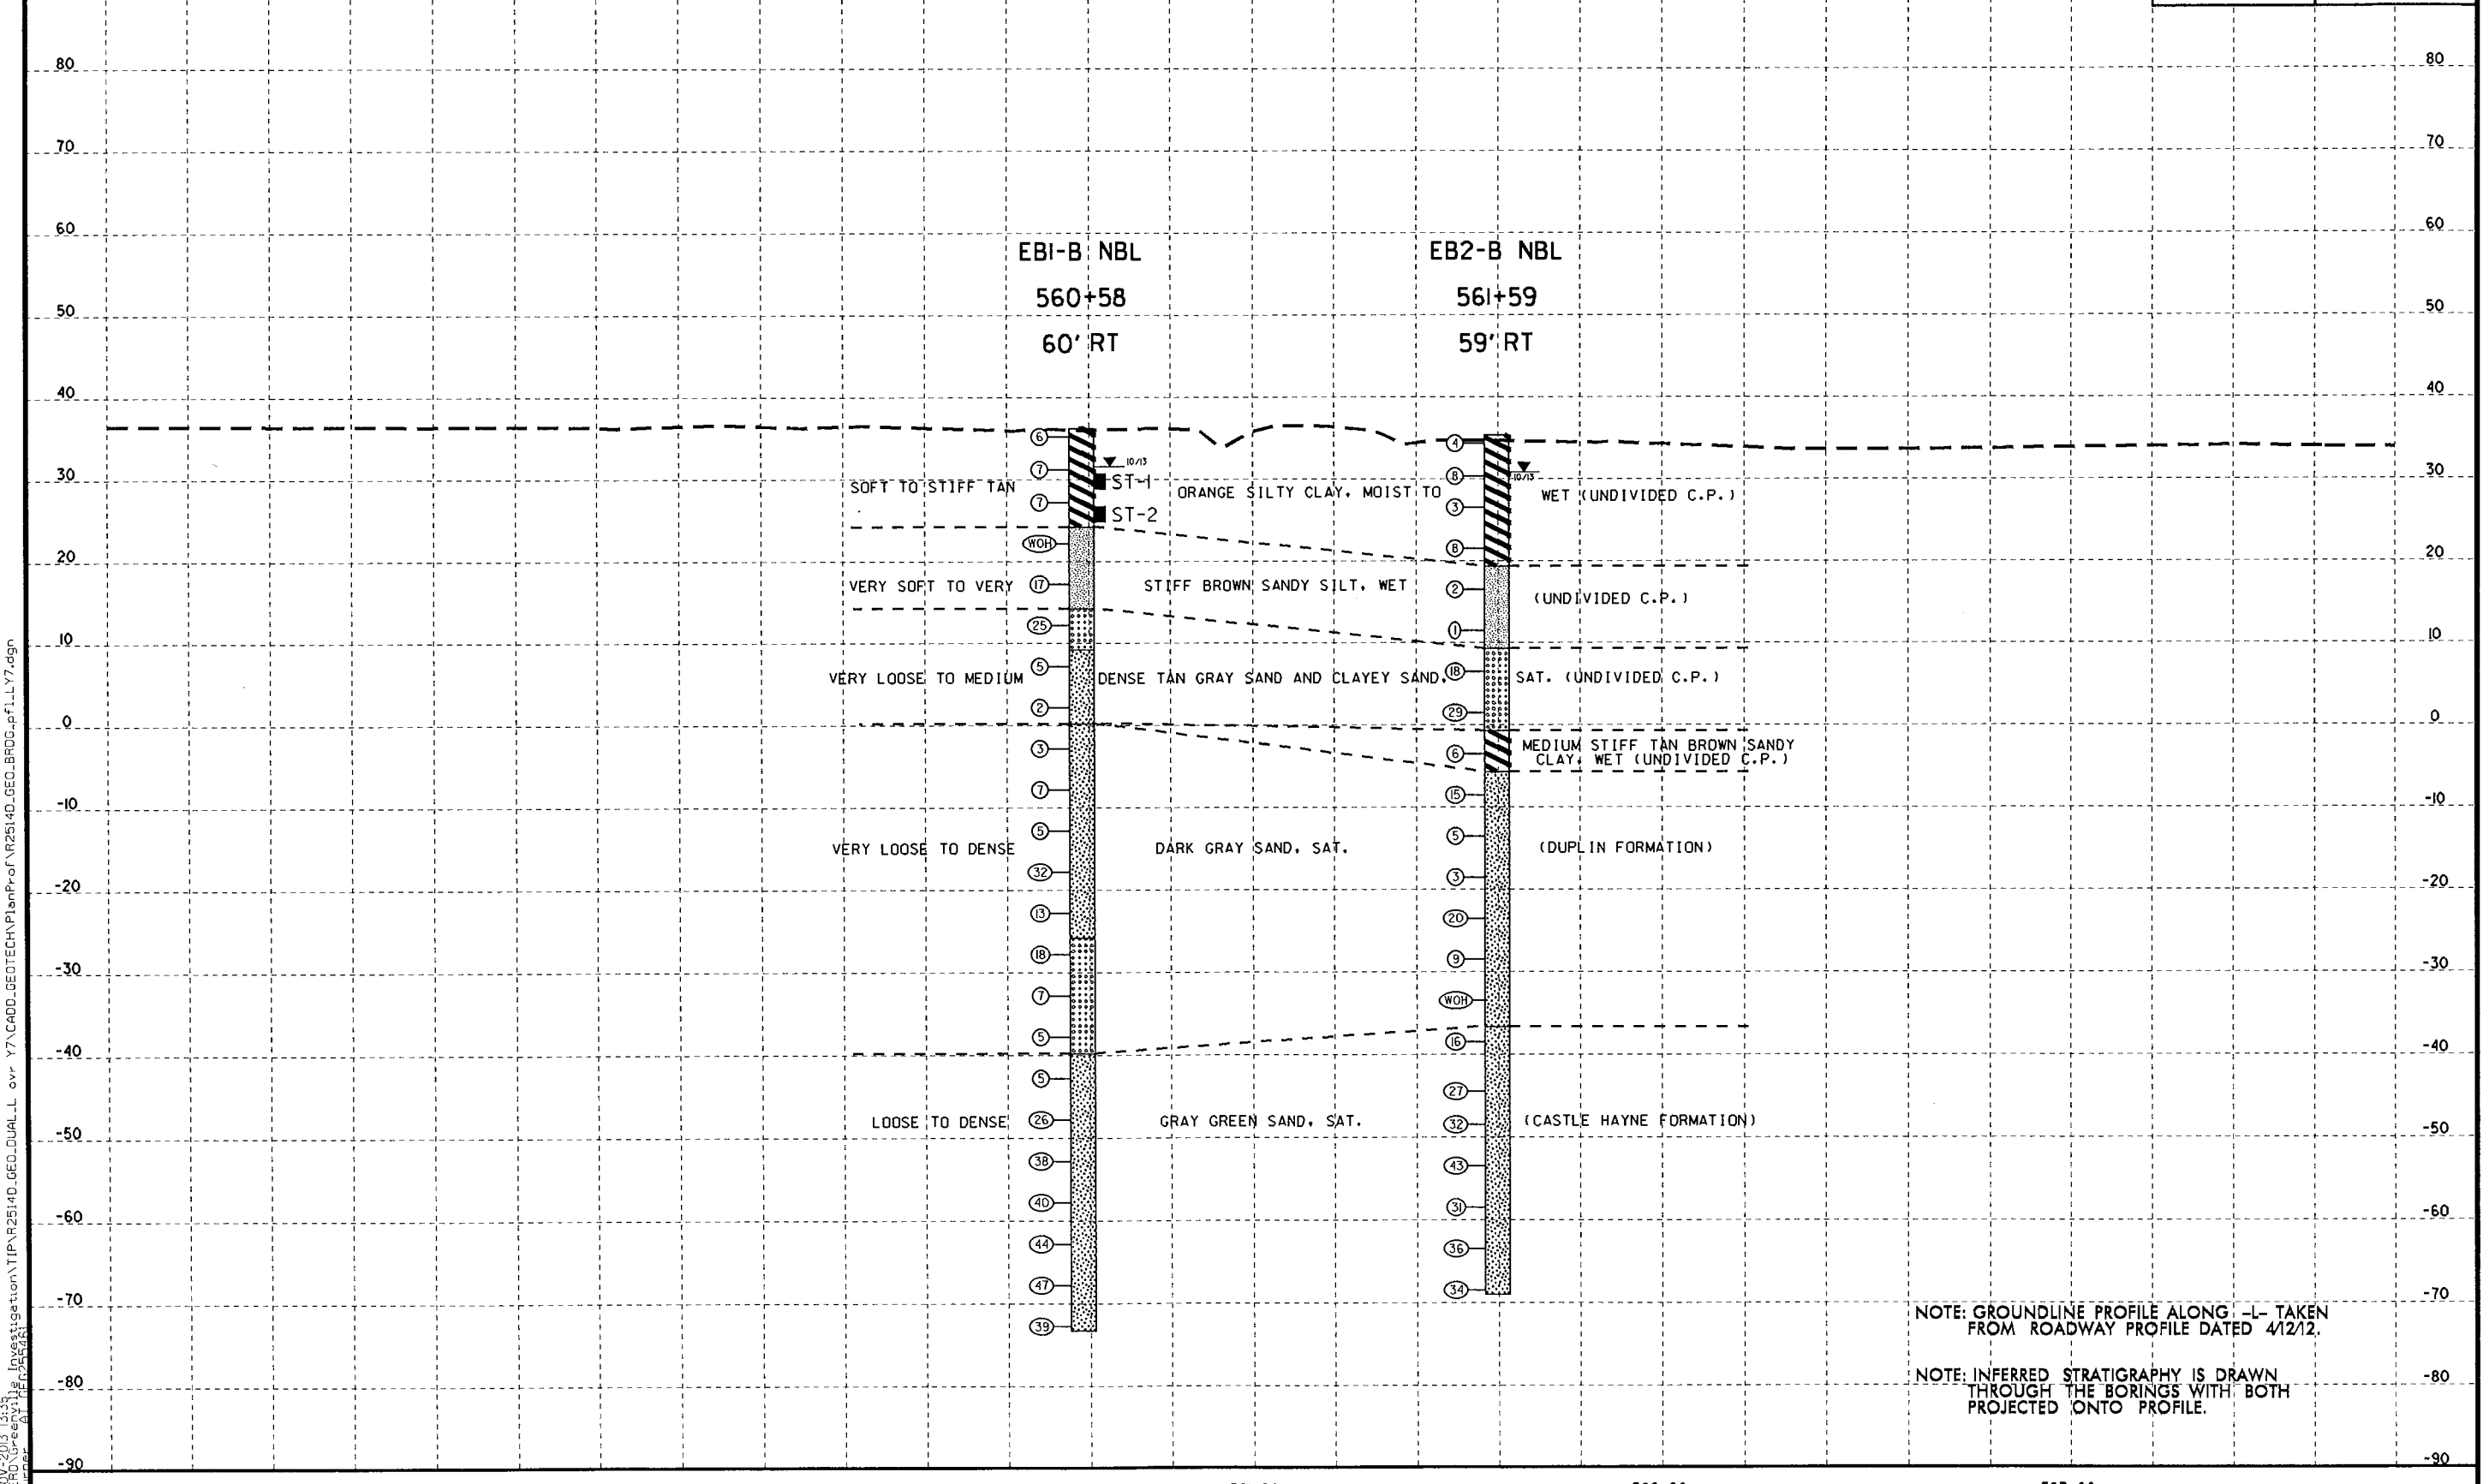 80 80
70 70
60 60
EB1-B NBL EB2-B NBL
560+58 561+59
50 50
60' RT 59' RT
40 40
6 4
10/13
7 8 10/13
30 30
SOFT TO STIFF TAN ST-1 ORANGE SILTY CLAY, MOIST TO WET (UNDIVIDED C.P.)
7 ST-2 3
WOH 8
20 20
VERY SOFT TO VERY 17 STIFF BROWN SANDY SILT, WET 2 (UNDIVIDED C.P.)
25 1
10 10
5 18
VERY LOOSE TO MEDIUM DENSE TAN GRAY SAND AND CLAYEY SAND, SAT. (UNDIVIDED C.P.)
2 29
0 0
3 6 MEDIUM STIFF TAN BROWN SANDY
CLAY, WET (UNDIVIDED C.P.)
7 15
-10 -10
5 5
VERY LOOSE TO DENSE DARK GRAY SAND, SAT. (DUPLIN FORMATION)
32 3
-20 -20
13 20
18 9
-30 -30
7 WOH
5 16
-40 -40
5 27
LOOSE TO DENSE 26 GRAY GREEN SAND, SAT. 32 (CASTLE HAYNE FORMATION)
-50 -50
38 43
40 31
-60 -60
44 36
47 34
-70 -70
39
NOTE: GROUNDLINE PROFILE ALONG -L- TAKEN
FROM ROADWAY PROFILE DATED 4/12/12.
-80 -80
NOTE: INFERRED STRATIGRAPHY IS DRAWN
THROUGH THE BORINGS WITH BOTH
PROJECTED ONTO PROFILE.
-90 -90